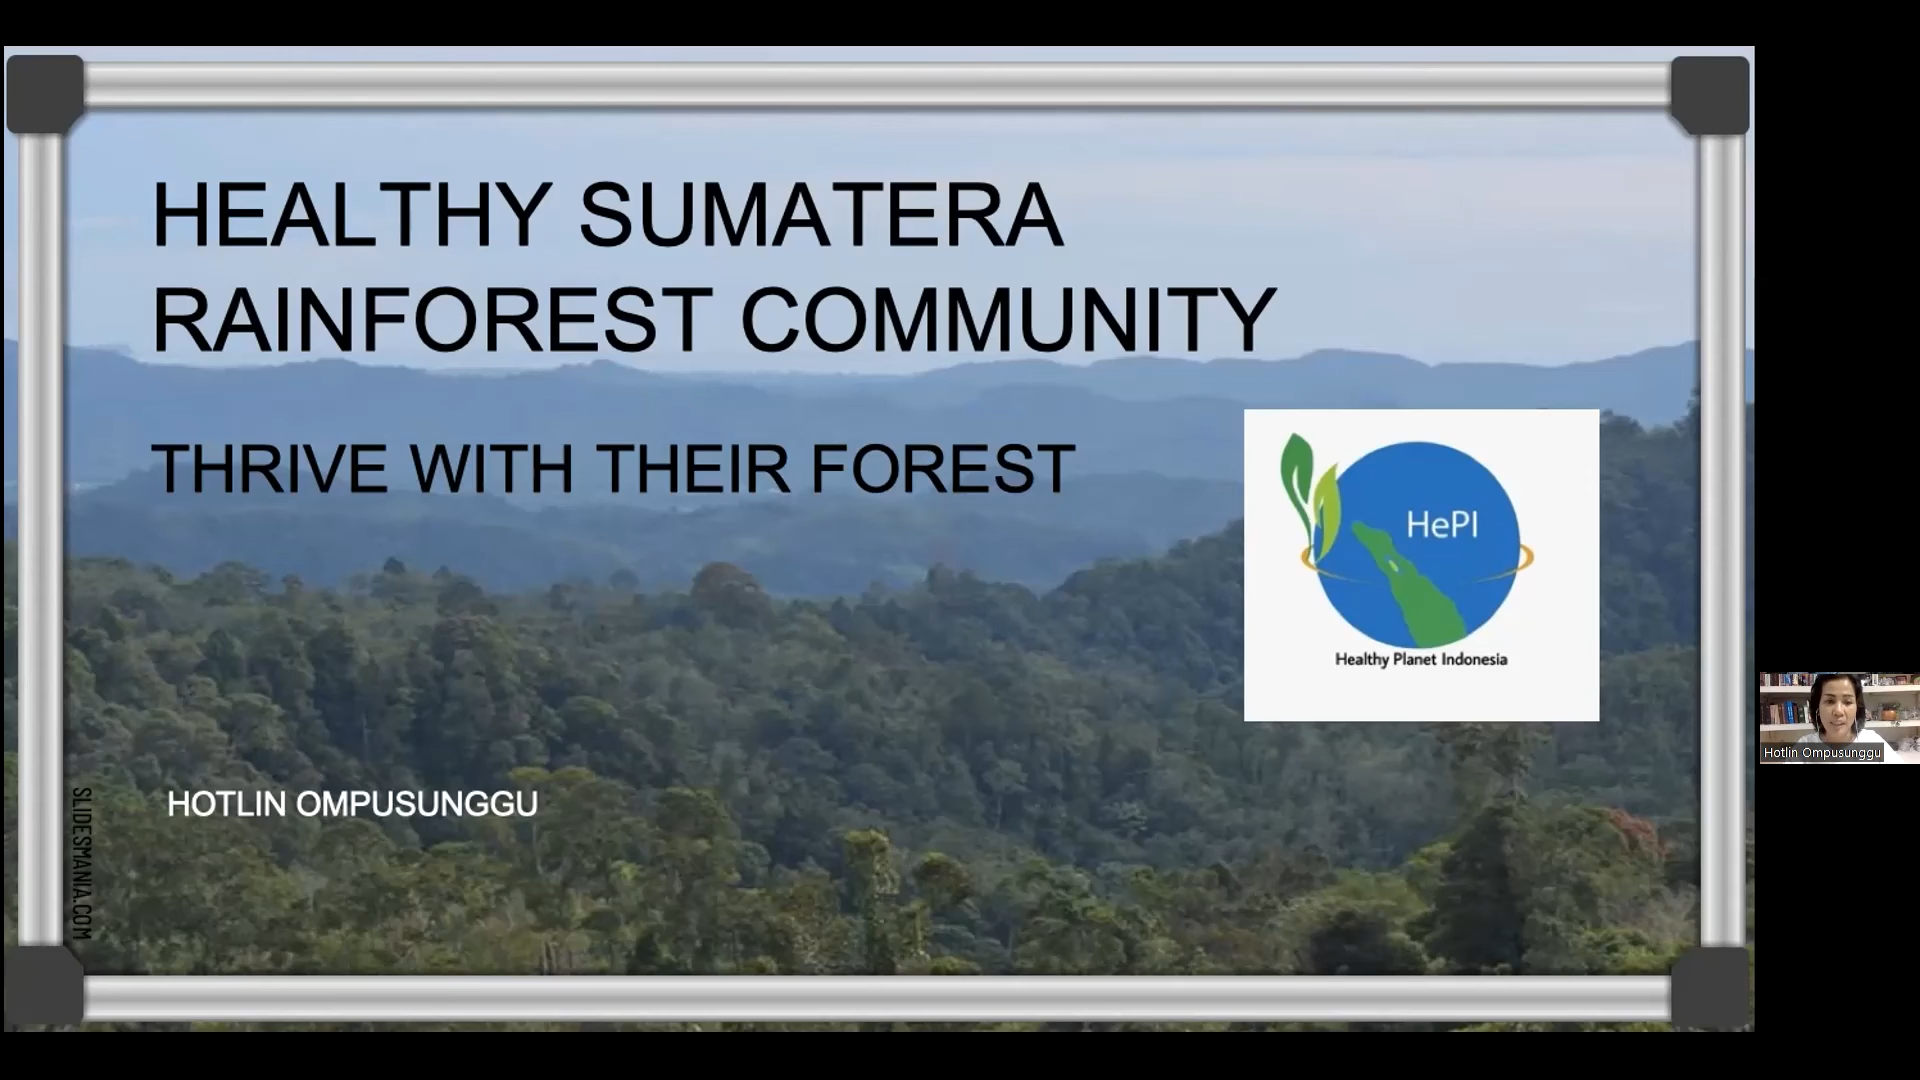 HEALTHY SUMATERA
RAINFOREST COMMUNITY
THRIVE WITH THEIR FOREST
HePI
Healthy Planet Indonesia
HOTLIN OMPUSUNGGU
SLIDESMANIA.COM
Hotlin Ompusunggu